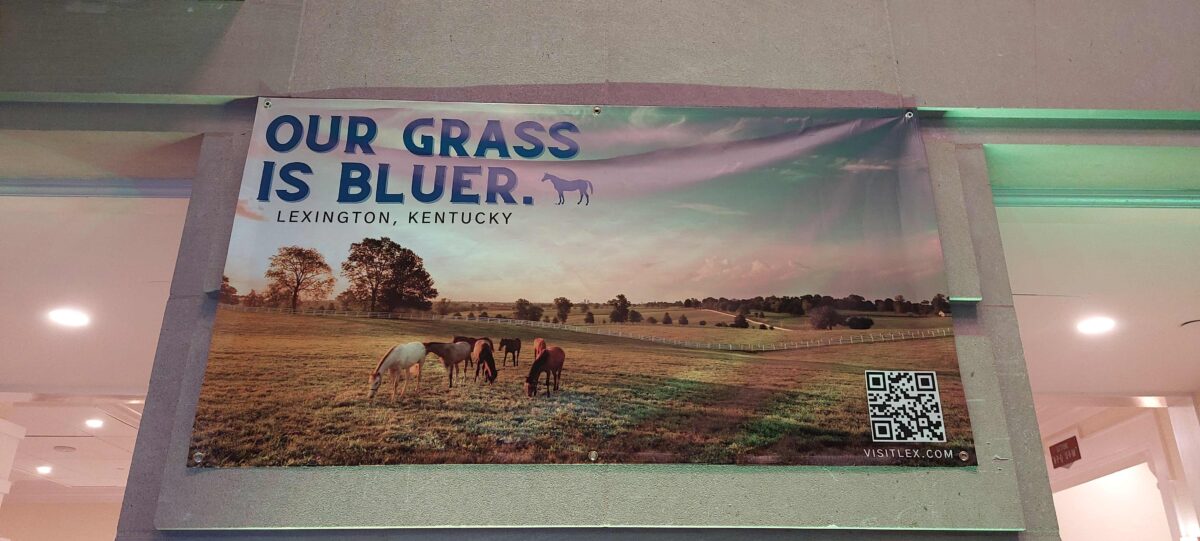 OUR GRASS
IS BLUER.
LEXINGTON, KENTUCKY
VISITLEX.COM